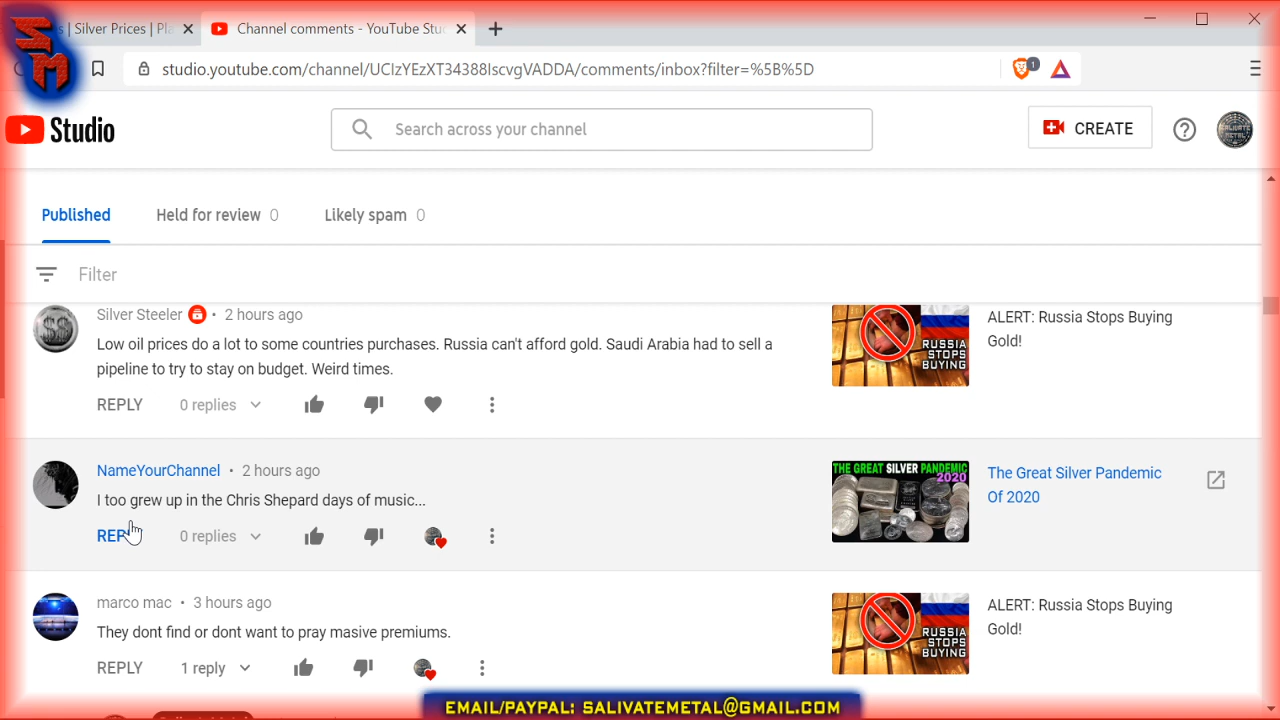 SM
s | Silver Prices | Pla
Channel comments - YouTube Stu
studio.youtube.com/channel/UCIzYEzXT34388IscvgVADDA/comments/inbox?filter=%5B%5D
1
Studio
Search across your channel
CREATE
Published
Held for review 0
Likely spam 0
Filter
Silver Steeler • 2 hours ago
Low oil prices do a lot to some countries purchases. Russia can't afford gold. Saudi Arabia had to sell a
pipeline to try to stay on budget. Weird times.
REPLY 0 replies
RUSSIA
STOPS
BUYING
ALERT: Russia Stops Buying
Gold!
NameYourChannel • 2 hours ago
I too grew up in the Chris Shepard days of music...
REPLY 0 replies
THE GREAT SILVER PANDEMIC
2020
The Great Silver Pandemic
Of 2020
marco mac • 3 hours ago
They dont find or dont want to pray masive premiums.
REPLY 1 reply
RUSSIA
STOPS
BUYING
ALERT: Russia Stops Buying
Gold!
EMAIL/PAYPAL: SALIVATEMETAL@GMAIL.COM